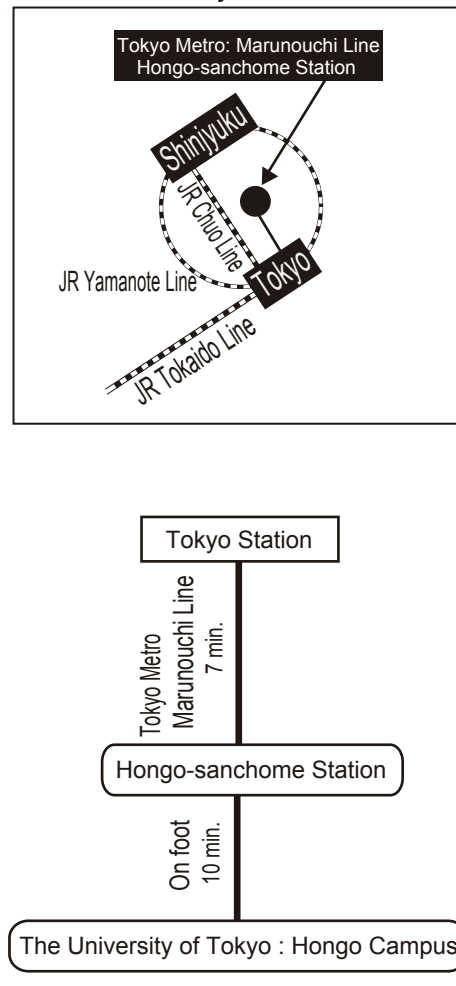 Tokyo Metro: Marunouchi Line
Hongo-sanchome Station
Shinjyuku
JR Chuo Line
Tokyo
JR Yamanote Line
JR Tokaido Line
Tokyo Station
Tokyo Metro
Marunouchi Line
7 min.
Hongo-sanchome Station
On foot
10 min.
The University of Tokyo : Hongo Campus